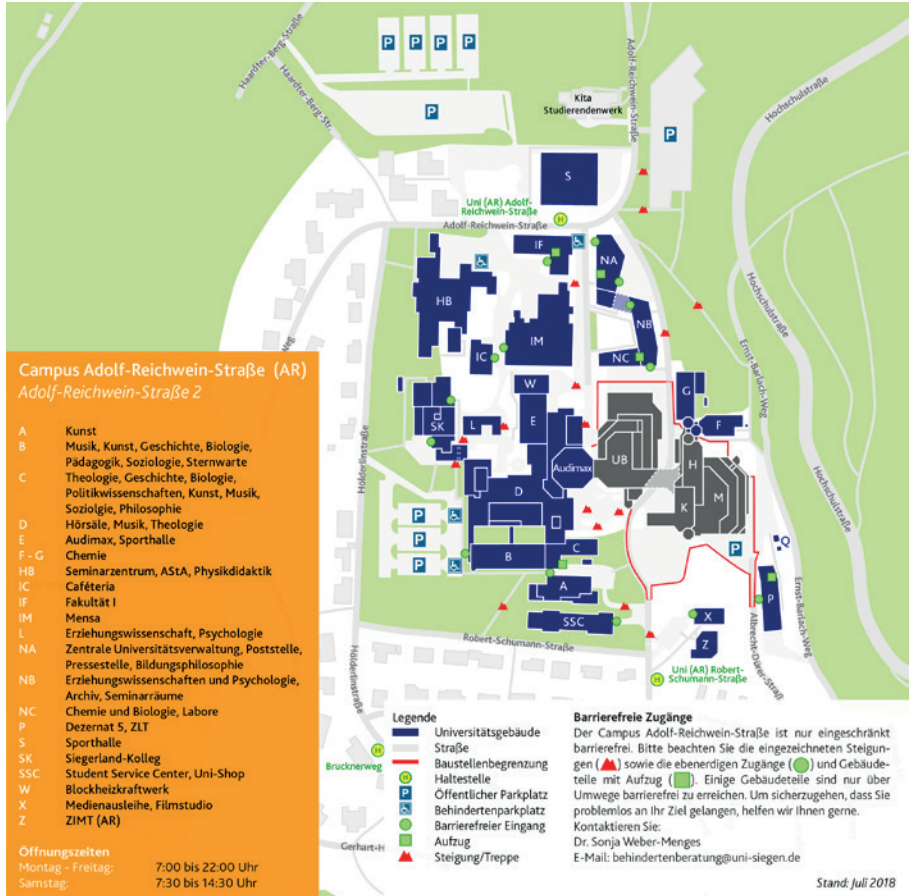 Haardter-Berg-Straße
Haardter-Berg-Str.
P P P P
P
Kita
Studierendenwerk
Adolf-Reichwein-Straße
P
Hochschulstraße
Hochschulstraße
S
Uni (AR) Adolf-
Reichwein-Straße
H
Adolf-Reichwein-Straße
IF
NA
HB
IM
NB
IC
NC
W
E
G
F
SK
L
Audimax
UB
H
M
K
D
P
P
P
B
C
A
SSC
P
Q
P
X
Z
Ernst-Barlach-Weg
Hochschulstraße
Ernst-Barlach-Weg
Albrecht-Dürer-Straß
Hölderlinstraße
Hölderlinstraße
Weg
Robert-Schumann-Straße
Uni (AR) Robert-
Schumann-Straße
H
H
Brucknerweg
Gerhart-H
Campus Adolf-Reichwein-Straße (AR)
Adolf-Reichwein-Straße 2
A Kunst
B Musik, Kunst, Geschichte, Biologie,
Pädagogik, Soziologie, Sternwarte
C Theologie, Geschichte, Biologie,
Politikwissenschaften, Kunst, Musik,
Soziolgie, Philosophie
D Hörsäle, Musik, Theologie
E Audimax, Sporthalle
F - G Chemie
HB Seminarzentrum, AStA, Physikdidaktik
IC Caféteria
IF Fakultät I
IM Mensa
L Erziehungswissenschaft, Psychologie
NA Zentrale Universitätsverwaltung, Poststelle,
Pressestelle, Bildungsphilosophie
NB Erziehungswissenschaften und Psychologie,
Archiv, Seminarräume
NC Chemie und Biologie, Labore
P Dezernat 5, ZLT
S Sporthalle
SK Siegerland-Kolleg
SSC Student Service Center, Uni-Shop
W Blockheizkraftwerk
X Medienausleihe, Filmstudio
Z ZIMT (AR)
Öffnungszeiten
Montag - Freitag: 7:00 bis 22:00 Uhr
Samstag: 7:30 bis 14:30 Uhr
Legende
Universitätsgebäude
Straße
Baustellenbegrenzung
H Haltestelle
P Öffentlicher Parkplatz
Behindertenparkplatz
Barrierefreier Eingang
Aufzug
Steigung/Treppe
Barrierefreie Zugänge
Der Campus Adolf-Reichwein-Straße ist nur eingeschränkt
barrierefrei. Bitte beachten Sie die eingezeichneten Steigun-
gen ( ) sowie die ebenerdigen Zugänge ( ) und Gebäude-
teile mit Aufzug ( ). Einige Gebäudeteile sind nur über
Umwege barrierefrei zu erreichen. Um sicherzugehen, dass Sie
problemlos an Ihr Ziel gelangen, helfen wir Ihnen gerne.
Kontaktieren Sie:
Dr. Sonja Weber-Menges
E-Mail: behindertenberatung@uni-siegen.de
Stand: Juli 2018